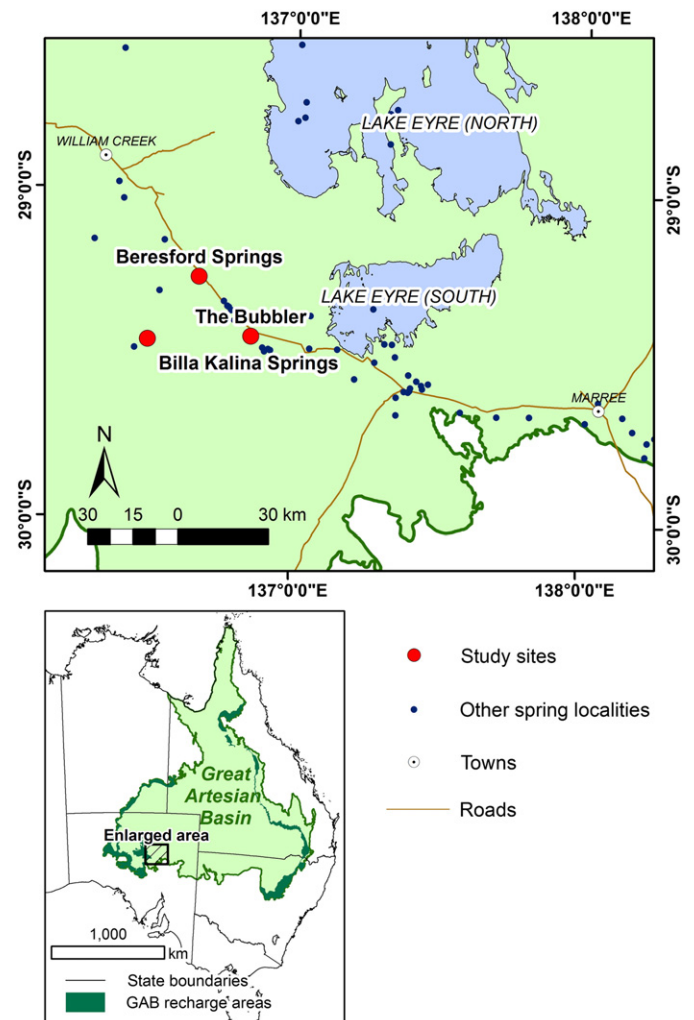 137°0'0"E
138°0'0"E
LAKE EYRE (NORTH)
WILLIAM CREEK
29°0'0"S
29°0'0"S
Beresford Springs
LAKE EYRE (SOUTH)
The Bubbler
Billa Kalina Springs
MARREE
N
30 15 0 30 km
30°0'0"S
30°0'0"S
137°0'0"E
138°0'0"E
Great
Artesian
Basin
Enlarged area
1,000
km
State boundaries
GAB recharge areas
Study sites
Other spring localities
Towns
Roads